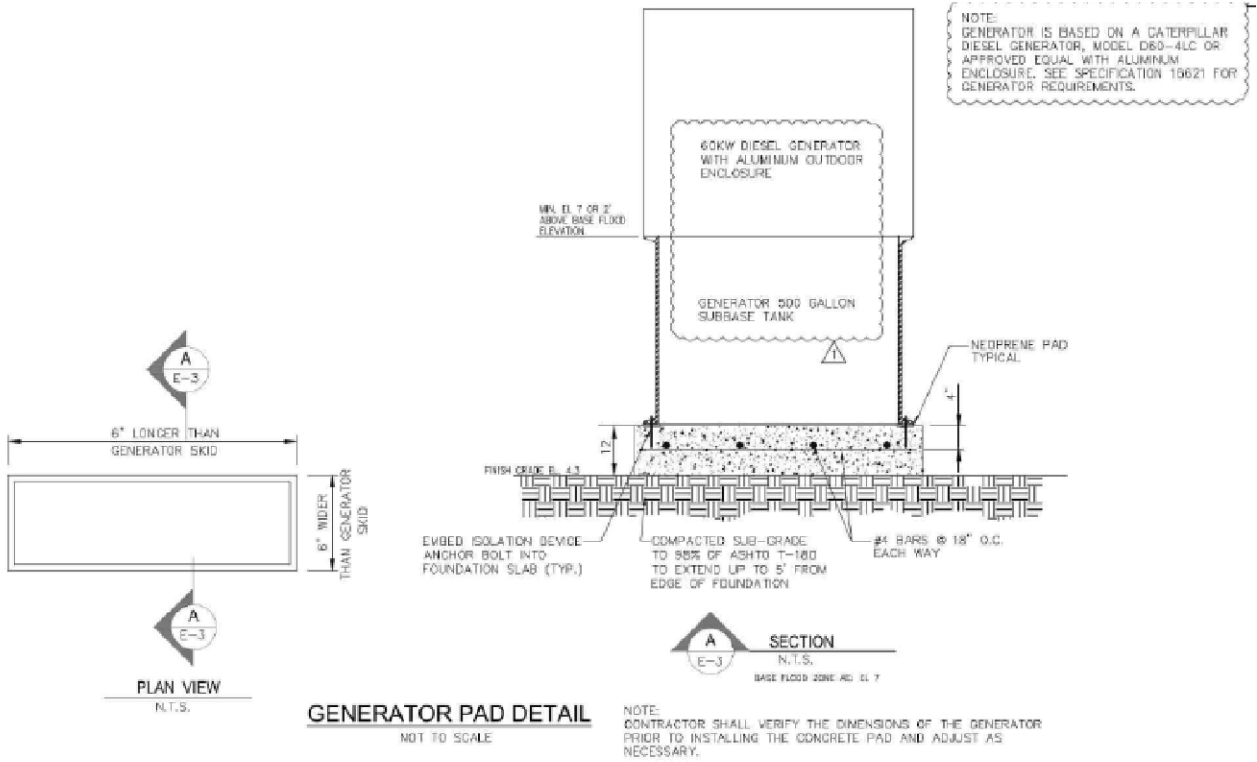 NOTE:
GENERATOR IS BASED ON A CATERPILLAR
DIESEL GENERATOR, MODEL D60-4LC OR
APPROVED EQUAL WITH ALUMINUM
ENCLOSURE. SEE SPECIFICATION 16621 FOR
GENERATOR REQUIREMENTS.
60KW DIESEL GENERATOR
WITH ALUMINUM OUTDOOR
ENCLOSURE
MIN. EL 7 OR 2'
ABOVE BASE FLOOD
ELEVATION
GENERATOR 500 GALLON
SUBBASE TANK
1
NEOPRENE PAD
TYPICAL
4"
12
FINISH GRADE EL 4.3
EMBED ISOLATION DEVICE
ANCHOR BOLT INTO
FOUNDATION SLAB (TYP.)
COMPACTED SUB-GRADE
TO 98% OF ASHTO T-180
TO EXTEND UP TO 5' FROM
EDGE OF FOUNDATION
#4 BARS @ 18" O.C.
EACH WAY
A
E-3
6" LONGER THAN
GENERATOR SKID
6" WIDER
THAN GENERATOR
SKID
A
E-3
PLAN VIEW
N.T.S.
A
E-3
SECTION
N.T.S.
BASE FLOOD ZONE EL 7
GENERATOR PAD DETAIL
NOT TO SCALE
NOTE:
CONTRACTOR SHALL VERIFY THE DIMENSIONS OF THE GENERATOR
PRIOR TO INSTALLING THE CONCRETE PAD AND ADJUST AS
NECESSARY.